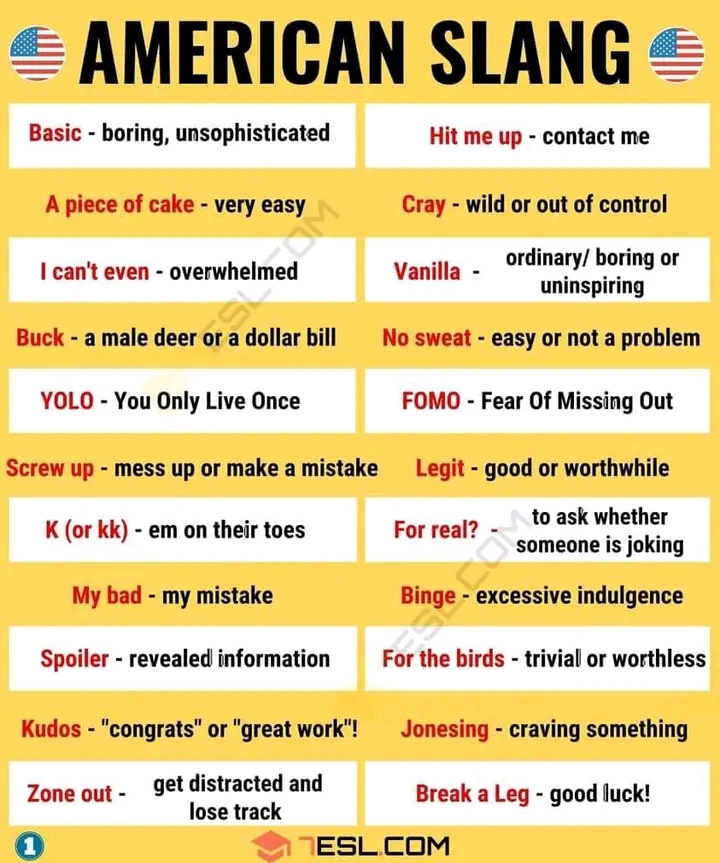 AMERICAN SLANG
Basic - boring, unsophisticated
Hit me up - contact me
A piece of cake - very easy
Cray - wild or out of control
I can't even - overwhelmed
Vanilla - ordinary/ boring or
uninspiring
Buck - a male deer or a dollar bill
No sweat - easy or not a problem
YOLO - You Only Live Once
FOMO - Fear Of Missing Out
Screw up - mess up or make a mistake
Legit - good or worthwhile
K (or kk) - em on their toes
For real? - to ask whether
someone is joking
My bad - my mistake
Binge - excessive indulgence
Spoiler - revealed information
For the birds - trivial or worthless
Kudos - "congrats" or "great work"!
Jonesing - craving something
Zone out - get distracted and
lose track
Break a Leg - good luck!
1
7ESL.COM
ESL.COM
ESL.COM